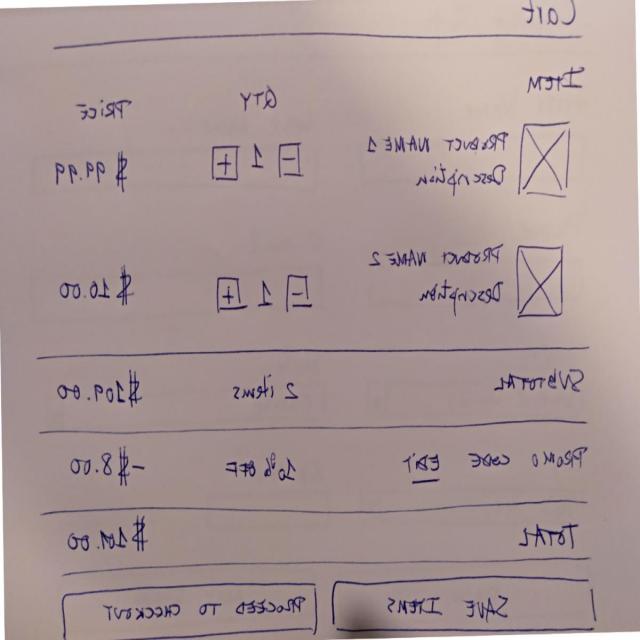 Cart
ITEM QTY PRICE
PRODUCT NAME 1 - 1 + $ 99.99
Description
PRODUCT NAME 2 - 1 + $ 10.00
Description
SUBTOTAL 2 items $109.00
PROMO CODE EDIT 10% OFF -$8.00
TOTAL $101.00
SAVE ITEMS PROCEED TO CHECKOUT